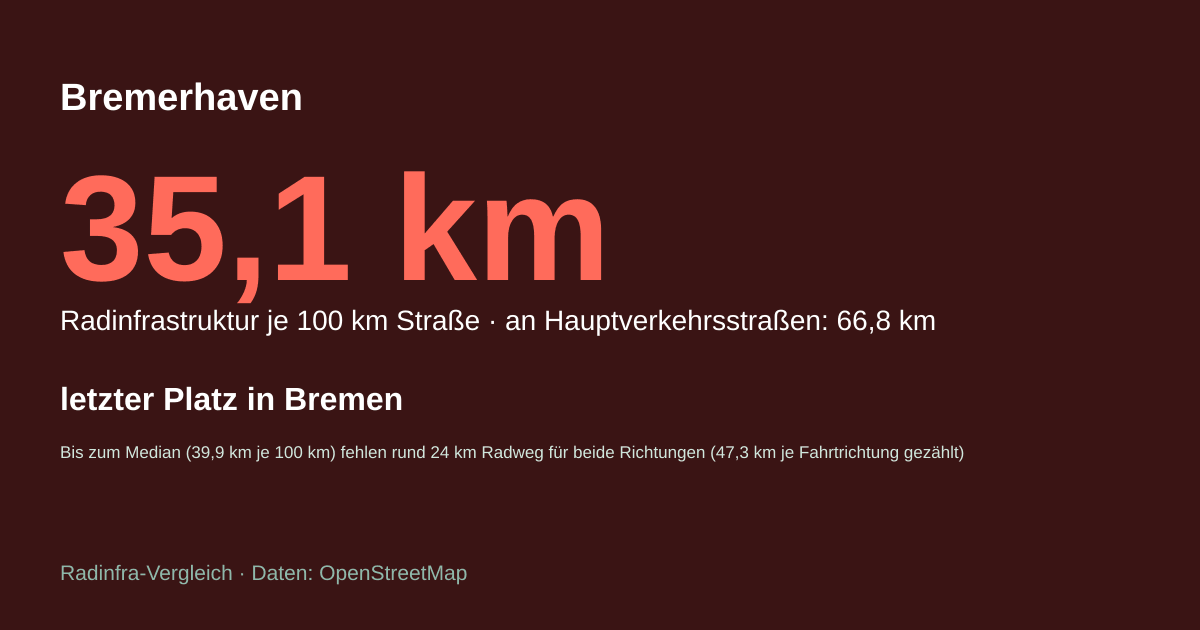 Bremerhaven
35,1 km
Radinfrastruktur je 100 km Straße · an Hauptverkehrsstraßen: 66,8 km
letzter Platz in Bremen
Bis zum Median (39,9 km je 100 km) fehlen rund 24 km Radweg für beide Richtungen (47,3 km je Fahrtrichtung gezählt)
Radinfra-Vergleich · Daten: OpenStreetMap